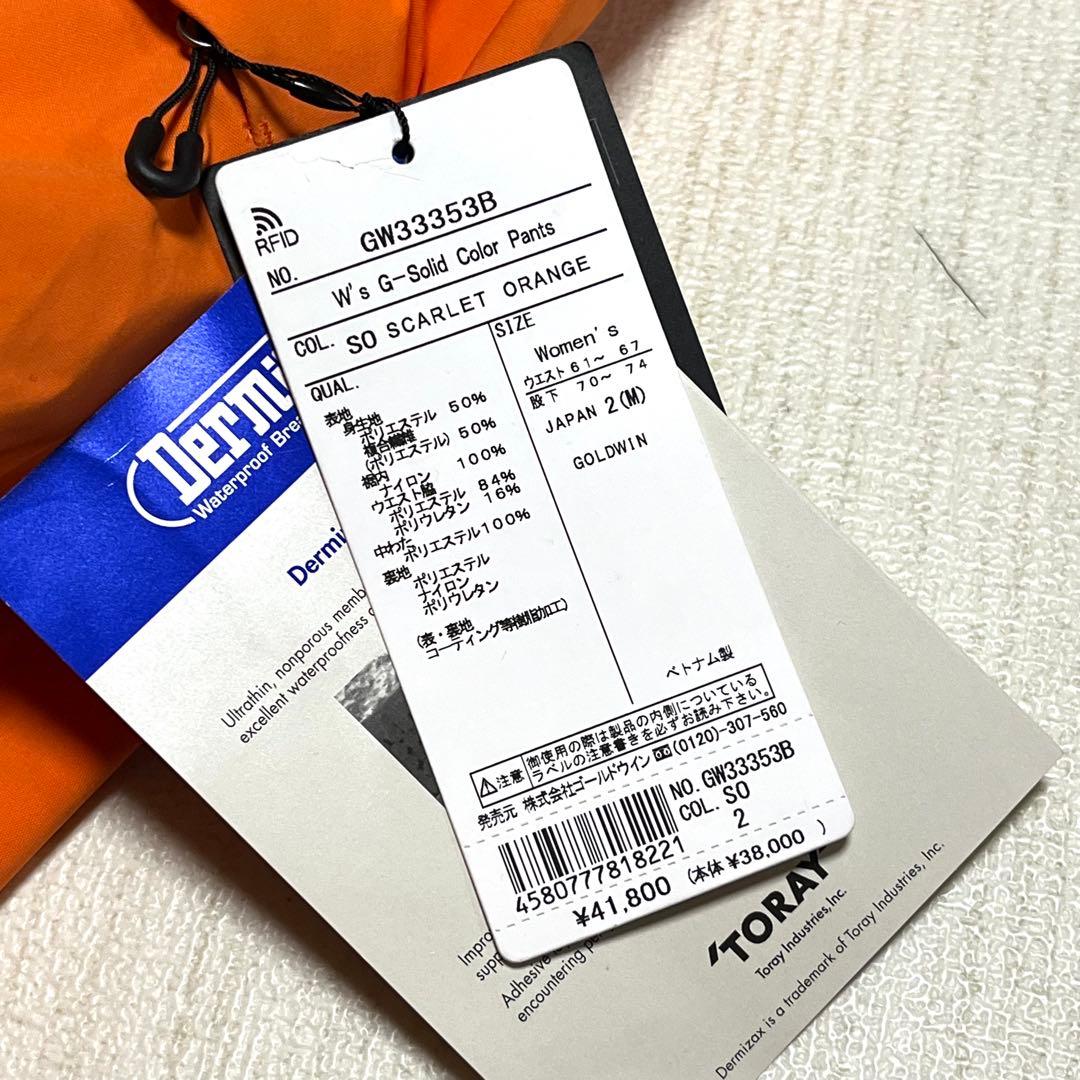 RFID
NO. GW33353B
W's G-Solid Color Pants
COL. SO SCARLET ORANGE
QUAL.
表地
身生地
ポリエステル 50%
複合繊維
(ポリエステル) 50%
裾内
ナイロン 100%
ウエスト脇
ポリエステル 84%
ポリウレタン 16%
中わた
ポリエステル100%
裏地
ポリエステル
ナイロン
ポリウレタン
(表・裏地
コーティング等樹脂加工)
SIZE
Women's
ウエスト 61～ 67
股下 70～ 74
JAPAN 2(M)
GOLDWIN
ベトナム製
注意 御使用の際は製品の内側についている
ラベルの注意書きを必ずお読み下さい。
発売元 株式会社ゴールドウイン (0120)-307-560
NO. GW33353B
COL. SO
2
4580777818221
¥41,800 (本体 ¥38,000 )
Dermi
Waterproof Brea
Dermi
Ultrathin, nonporous memb
excellent waterproofness
Impro
supp
Adhesive
encountering pe
'TORAY'
Toray Industries, Inc.
Dermizax is a trademark of Toray Industries, Inc.